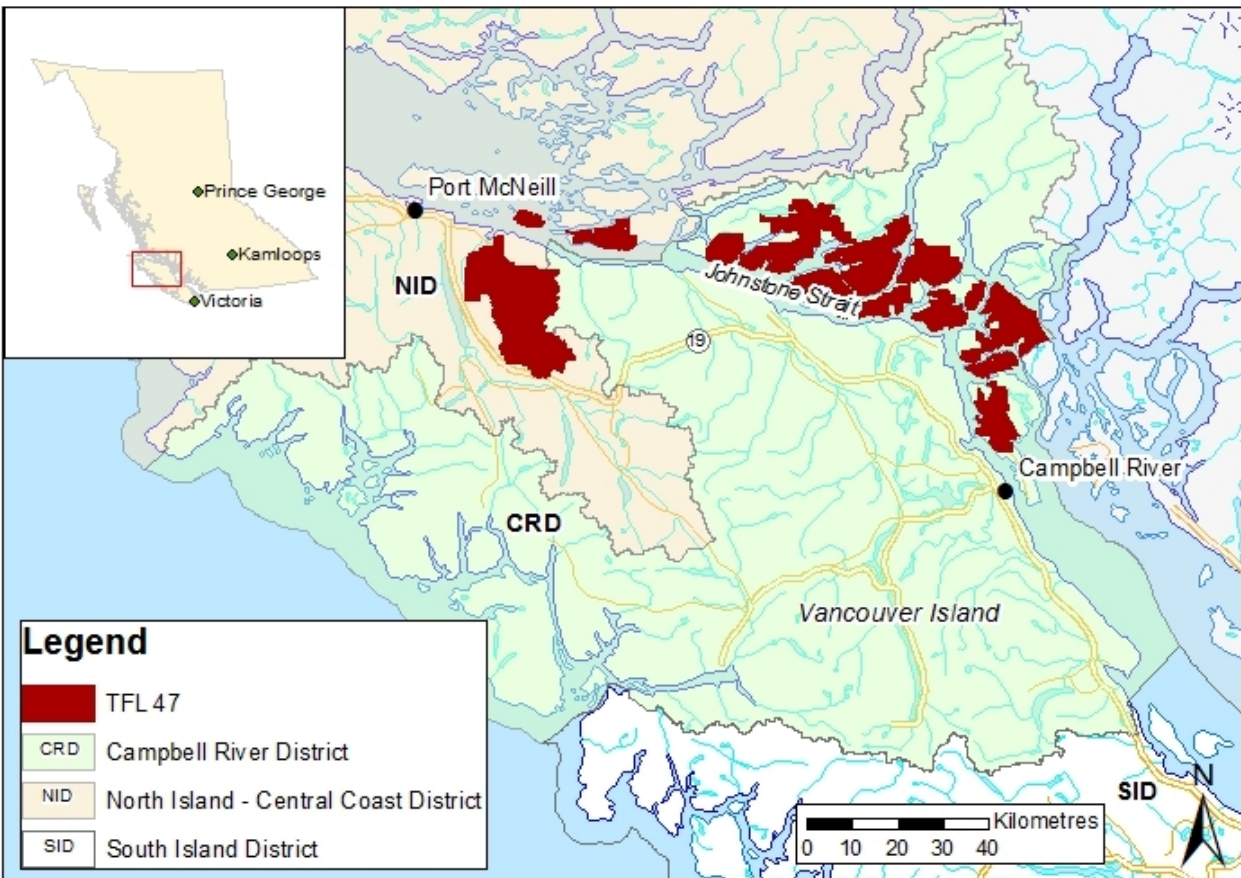 Prince George
Kamloops
Victoria
Port McNeill
NID
Johnstone Strait
19
Campbell River
CRD
Vancouver Island
SID
Legend
TFL 47
CRD Campbell River District
NID North Island - Central Coast District
SID South Island District
N
Kilometres
0 10 20 30 40